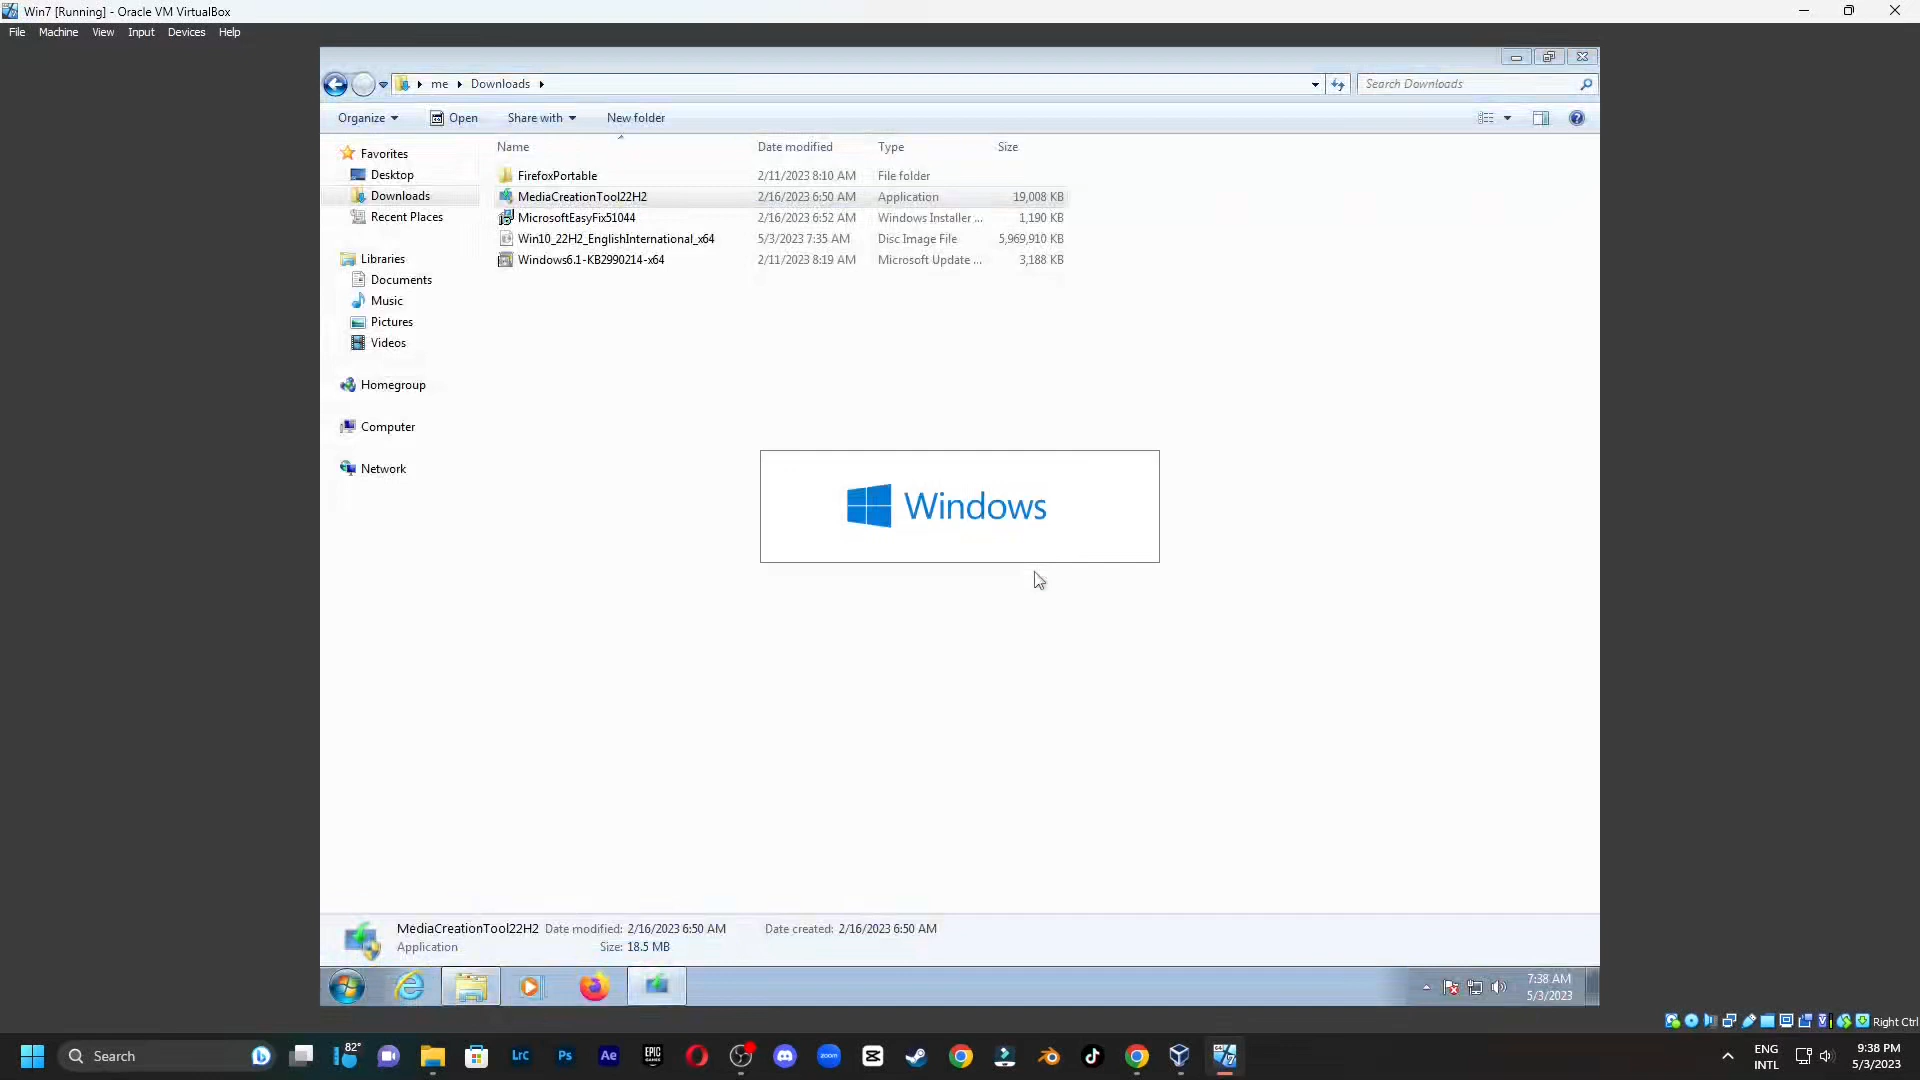 Win7 [Running] - Oracle VM VirtualBox
File Machine View Input Devices Help
me Downloads
Search Downloads
Organize Open Share with New folder
Name Date modified Type Size
Favorites
Desktop
Downloads
Recent Places
Libraries
Documents
Music
Pictures
Videos
Homegroup
Computer
Network
FirefoxPortable 2/11/2023 8:10 AM File folder
MediaCreationTool22H2 2/16/2023 6:50 AM Application 19,008 KB
MicrosoftEasyFix51044 2/16/2023 6:52 AM Windows Installer ... 1,190 KB
Win10_22H2_EnglishInternational_x64 5/3/2023 7:35 AM Disc Image File 5,969,910 KB
Windows6.1-KB2990214-x64 2/11/2023 8:19 AM Microsoft Update ... 3,188 KB
Windows
MediaCreationTool22H2 Date modified: 2/16/2023 6:50 AM Date created: 2/16/2023 6:50 AM
Application Size: 18.5 MB
7:38 AM
5/3/2023
Right Ctrl
Search
82°
LrC
Ps
Ae
EPIC
GAMES
zoom
ENG
INTL
9:38 PM
5/3/2023